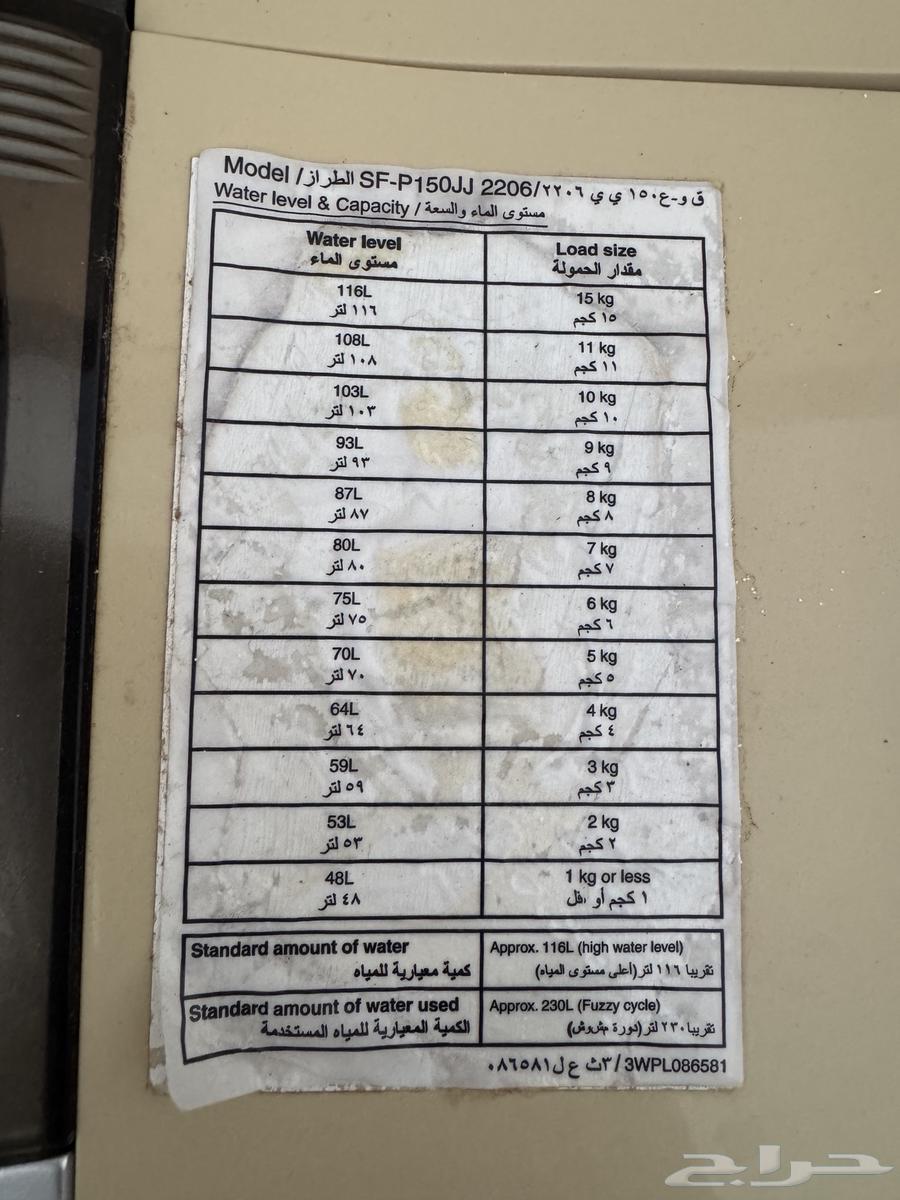 Model / الطراز SF-P150JJ 2206/٢٢٠٦ ق و-ع١٥٠ ي ي
Water level & Capacity / مستوى الماء والسعة
Water level Load size
مستوى الماء مقدار الحمولة
116L 15 kg
١١٦ لتر ١٥ كجم
108L 11 kg
١٠٨ لتر ١١ كجم
103L 10 kg
١٠٣ لتر ١٠ كجم
93L 9 kg
٩٣ لتر ٩ كجم
87L 8 kg
٨٧ لتر ٨ كجم
80L 7 kg
٨٠ لتر ٧ كجم
75L 6 kg
٧٥ لتر ٦ كجم
70L 5 kg
٧٠ لتر ٥ كجم
64L 4 kg
٦٤ لتر ٤ كجم
59L 3 kg
٥٩ لتر ٣ كجم
53L 2 kg
٥٣ لتر ٢ كجم
48L 1 kg or less
٤٨ لتر ١ كجم أو
Standard amount of water Approx. 116L (high water level)
كمية معيارية للمياه تقريبا ١١٦ لتر (أعلى مستوى المياه)
Standard amount of water used Approx. 230L (Fuzzy cycle)
الكمية المعيارية للمياه المستخدمة تقريبا ٢٣٠ لتر (دورة
3WPL086581 / ٣ث ع ل٠٨٦٥٨١
حراج